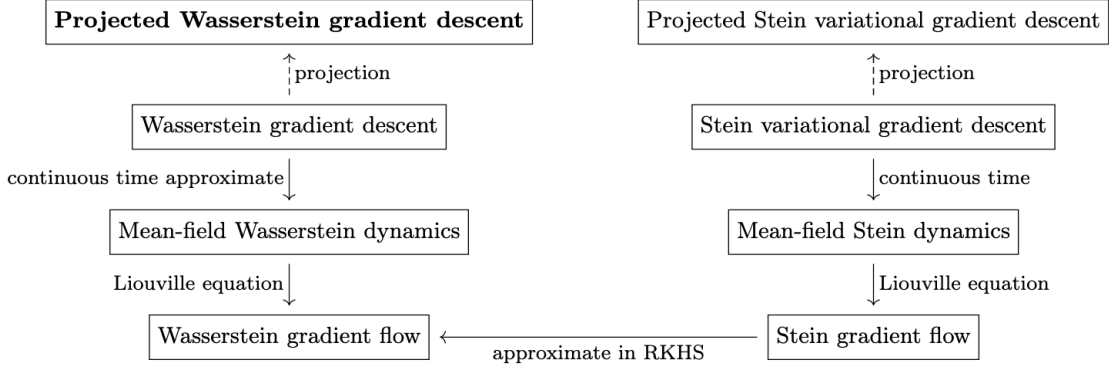 Projected Wasserstein gradient descent
Projected Stein variational gradient descent
projection
projection
Wasserstein gradient descent
Stein variational gradient descent
continuous time approximate
continuous time
Mean-field Wasserstein dynamics
Mean-field Stein dynamics
Liouville equation
Liouville equation
Wasserstein gradient flow
Stein gradient flow
approximate in RKHS